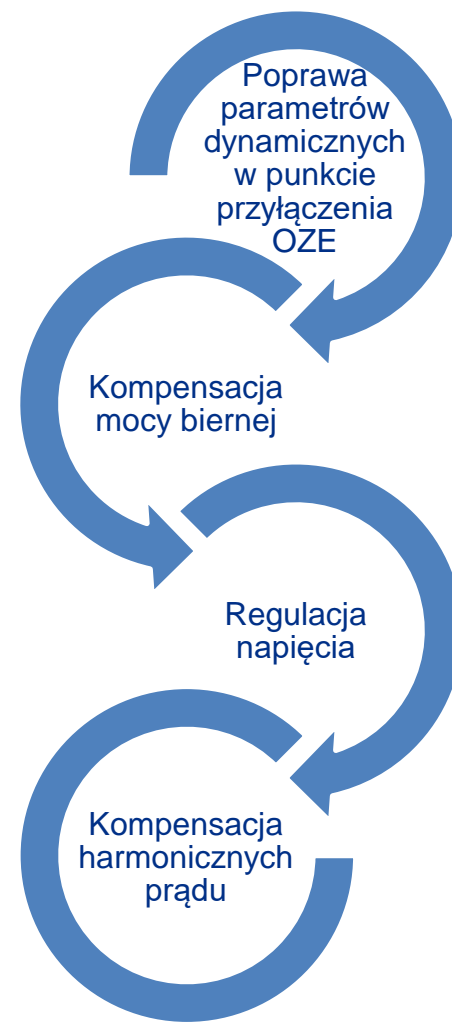 Poprawa
parametrów
dynamicznych
w punkcie
przyłączenia
OZE
Kompensacja
mocy biernej
Regulacja
napięcia
Kompensacja
harmonicznych
prądu